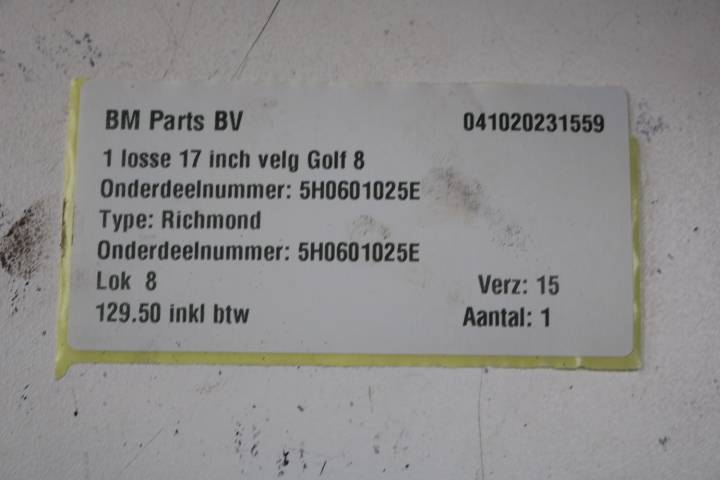 BM Parts BV 041020231559
1 losse 17 inch velg Golf 8
Onderdeelnummer: 5H0601025E
Type: Richmond
Onderdeelnummer: 5H0601025E
Lok 8 Verz: 15
129.50 inkl btw Aantal: 1